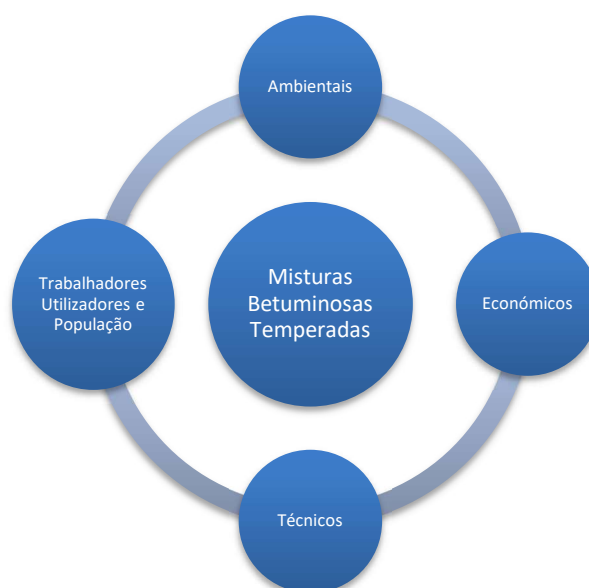 Ambientais
Trabalhadores
Utilizadores e
População
Misturas
Betuminosas
Temperadas
Económicos
Técnicos